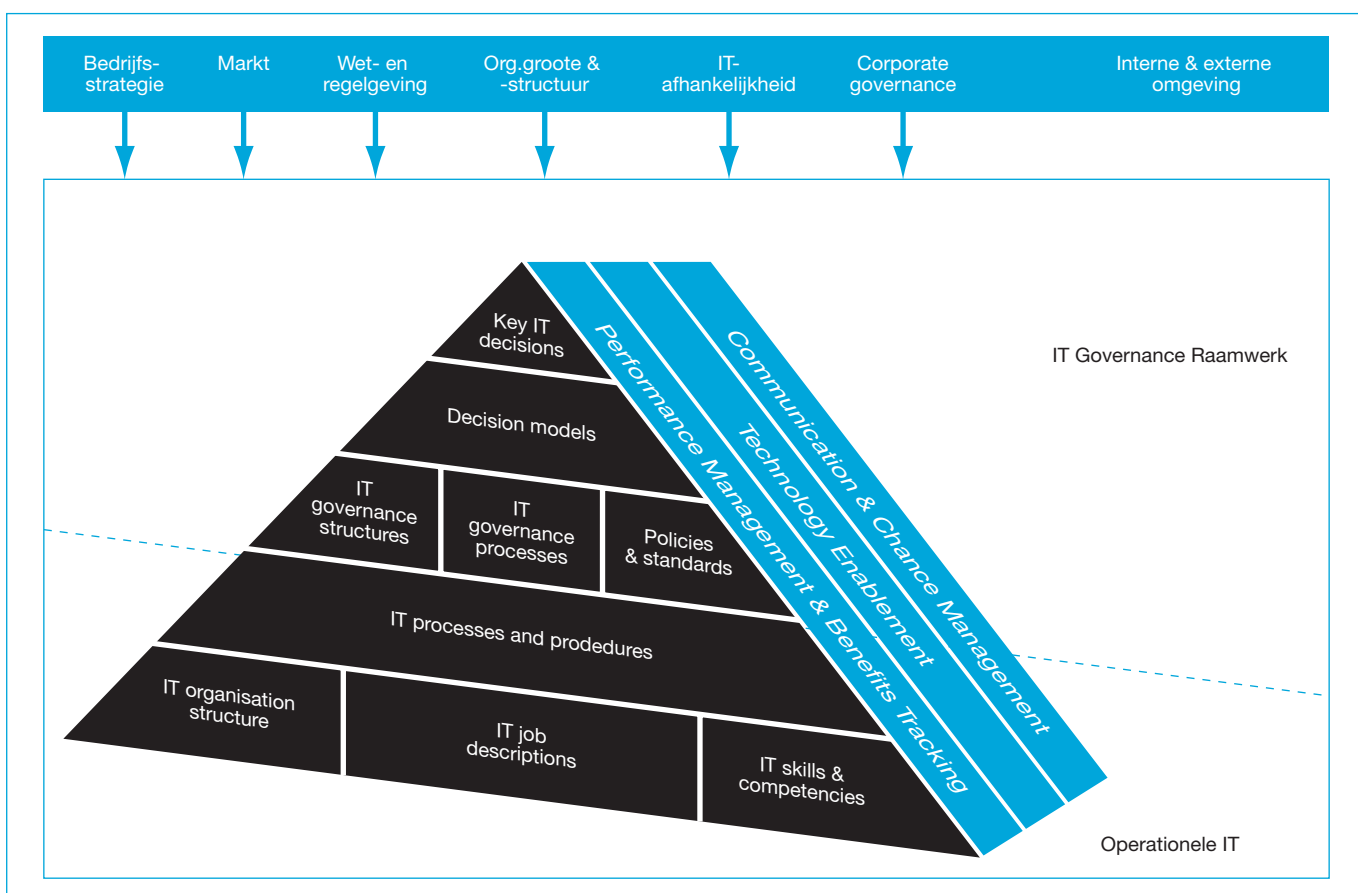 Bedrijfs-
strategie
Markt
Wet- en
regelgeving
Org.groote &
-structuur
IT-
afhankelijkheid
Corporate
governance
Interne & externe
omgeving
IT Governance Raamwerk
Key IT
decisions
Decision models
IT
governance
structures
IT
governance
processes
Policies
& standards
IT processes and prodedures
IT organisation
structure
IT job
descriptions
IT skills &
competencies
Performance Management & Benefits Tracking
Technology Enablement
Communication & Chance Management
Operationele IT